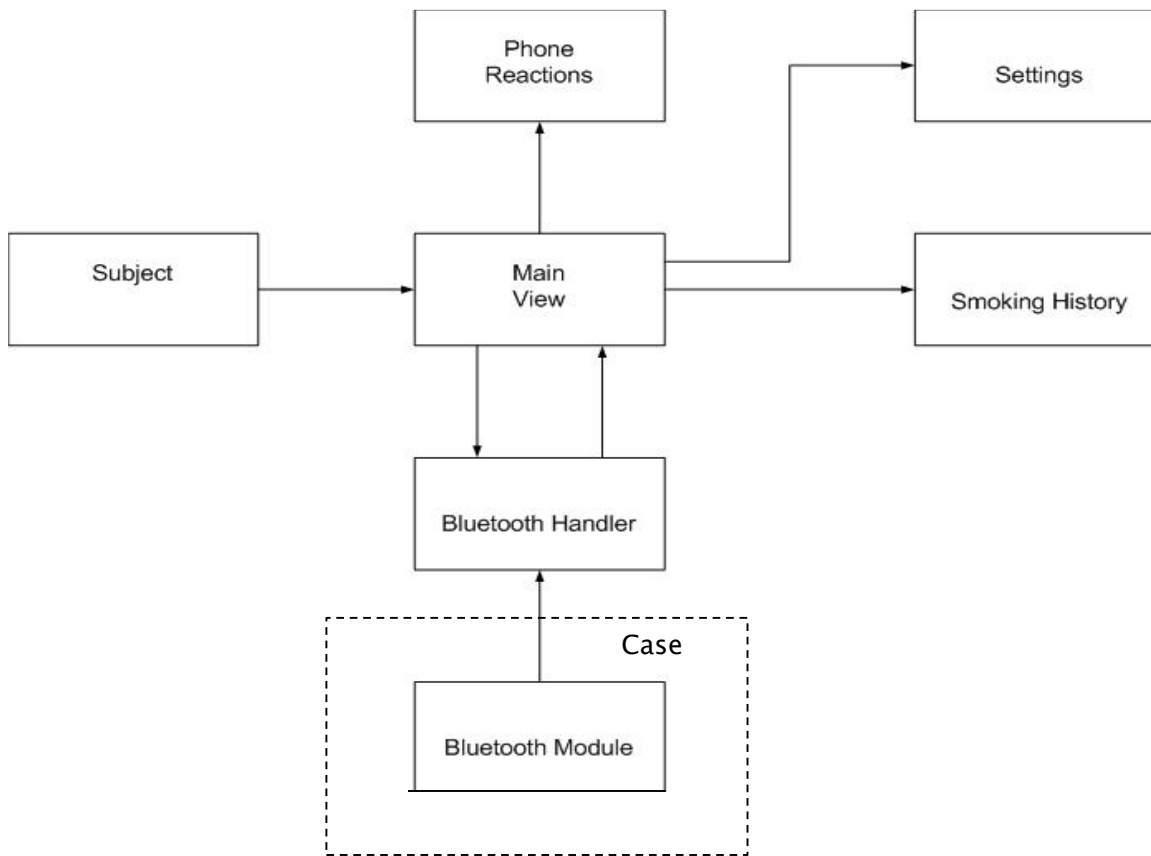 Phone
Reactions
Settings
Subject
Main
View
Smoking History
Bluetooth Handler
Case
Bluetooth Module